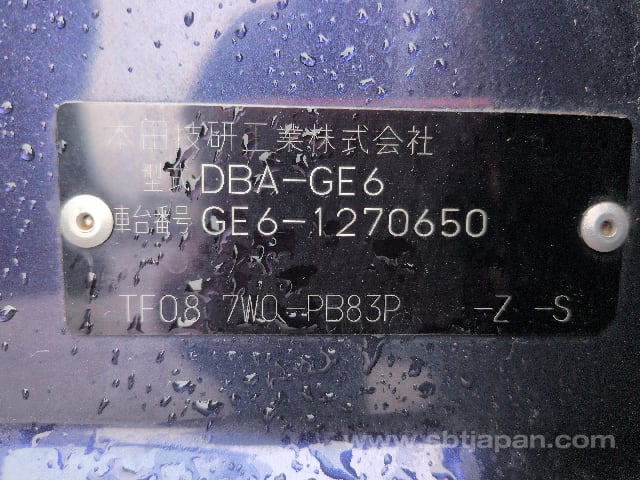 本田技研工業株式会社
型式 DBA-GE6
車台番号 GE6-1270650
TF08 7W0-PB83P -Z -S
www.sbtjapan.com